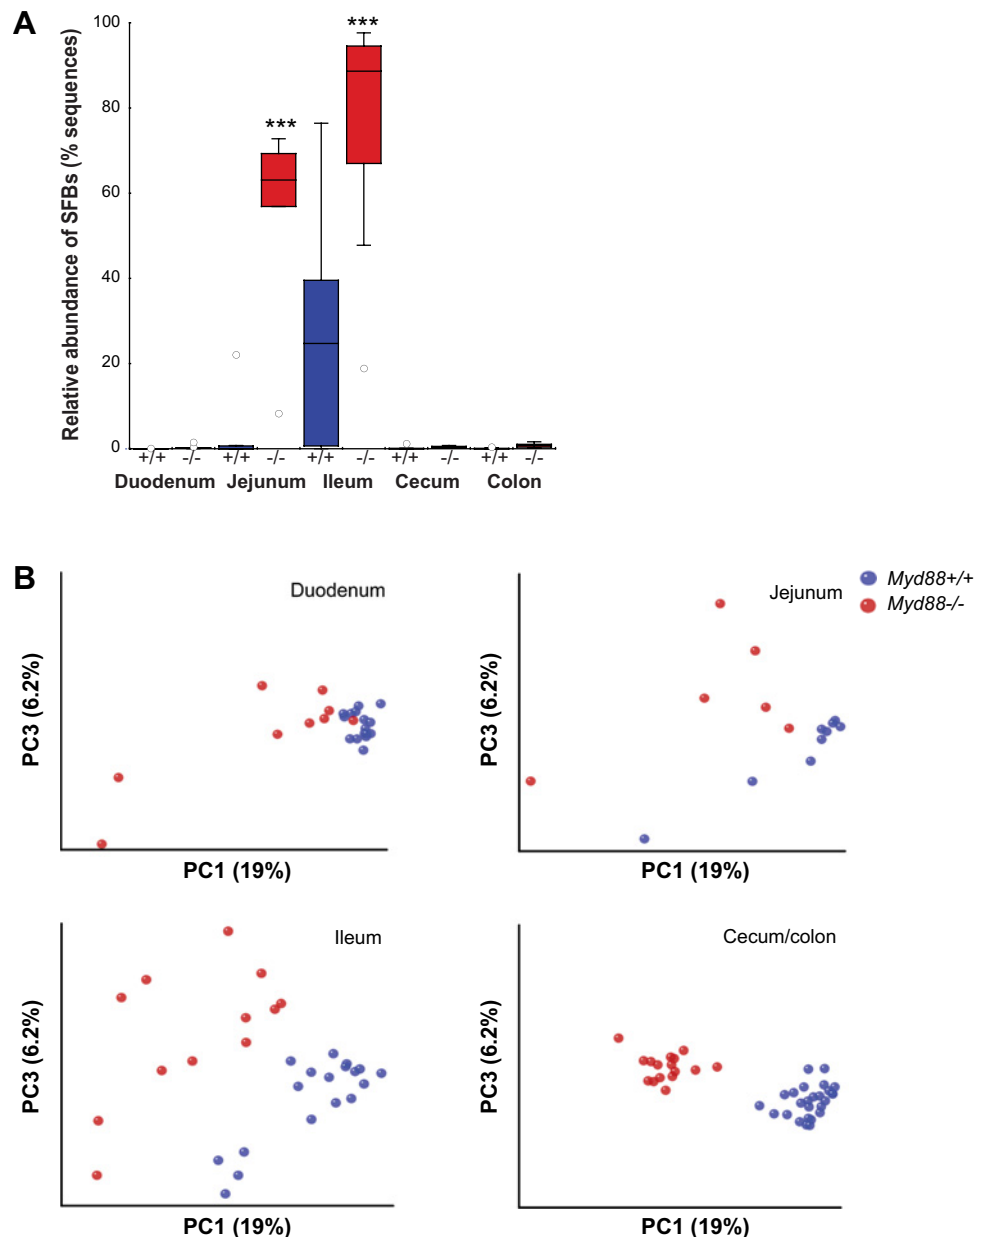 A
Relative abundance of SFBs (% sequences)
100
80
60
40
20
0
***
***
+/+ -/- +/+ -/- +/+ -/- +/+ -/- +/+ -/-
Duodenum Jejunum Ileum Cecum Colon
B
Duodenum
PC3 (6.2%)
PC1 (19%)
Jejunum
PC3 (6.2%)
PC1 (19%)
Myd88+/+
Myd88-/-
Ileum
PC3 (6.2%)
PC1 (19%)
Cecum/colon
PC3 (6.2%)
PC1 (19%)